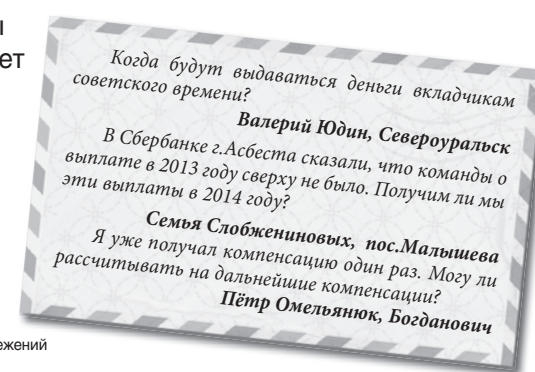 ы
ет
Когда будут выдаваться деньги вкладчикам
советского времени?
Валерий Юдин, Североуральск
В Сбербанке г.Асбеста сказали, что команды о
выплате в 2013 году сверху не было. Получим ли мы
эти выплаты в 2014 году?
Семья Слобжениновых, пос.Малышева
Я уже получал компенсацию один раз. Могу ли
рассчитывать на дальнейшие компенсации?
Пётр Омельянюк, Богданович
ежений